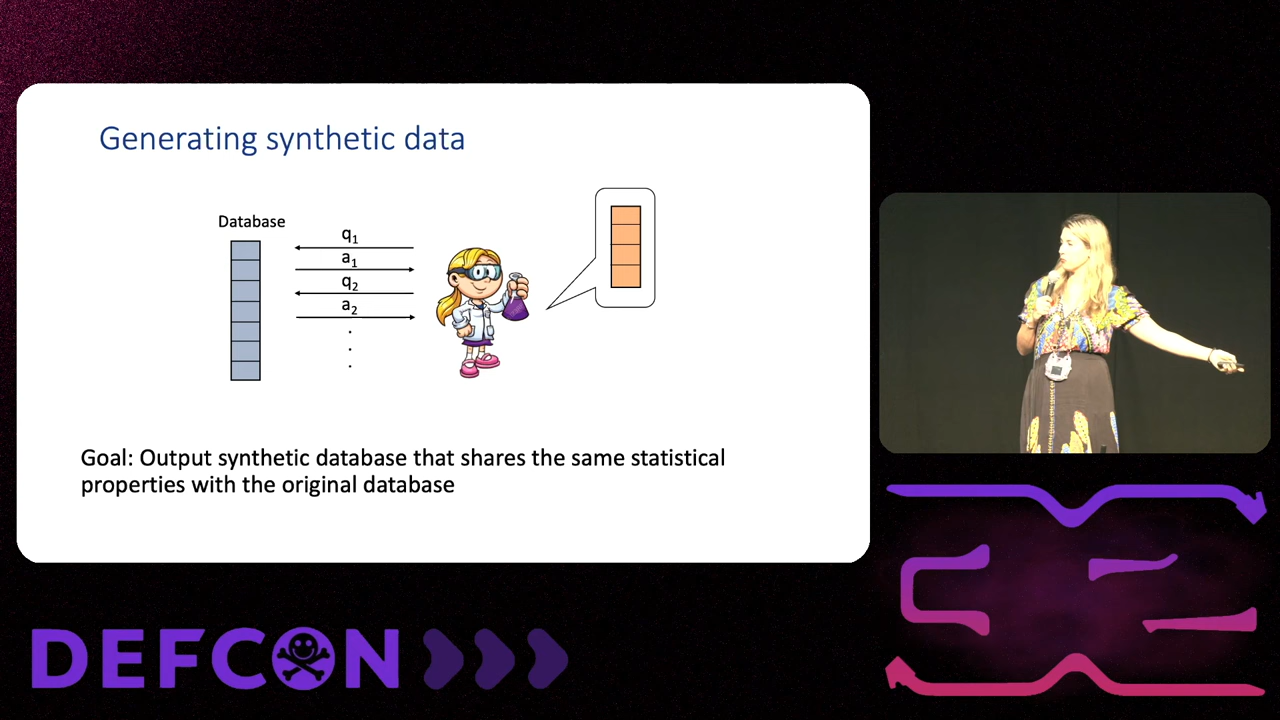 Generating synthetic data
Database
q1
a1
q2
a2
.
.
.
Goal: Output synthetic database that shares the same statistical
properties with the original database
DEFCON